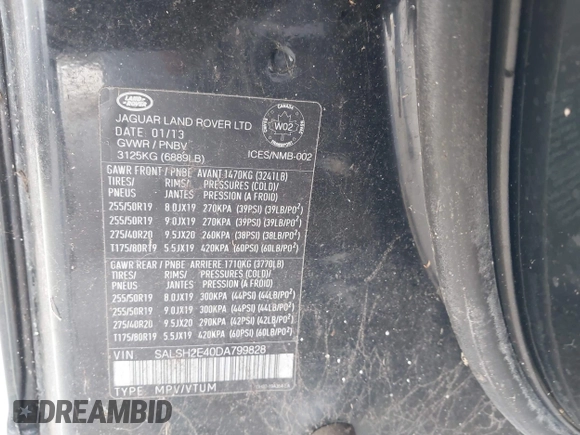 LAND ROVER
CANADA
W02
JAGUAR LAND ROVER LTD
DATE 01/13
GVWR / PNBV
3125KG (6889LB)
ICES/NMB-002
GAWR FRONT / PNBE AVANT 1470KG (3241LB)
TIRES/ RIMS/ PRESSURES (COLD)/
PNEUS JANTES PRESSION (A FROID)
255/50R19 8.0JX19 270KPA (39PSI) (39LB/PO²)
255/50R19 9.0JX19 270KPA (39PSI) (39LB/PO²)
275/40R20 9.5JX20 260KPA (38PSI) (38LB/PO²)
T175/80R19 5.5JX19 420KPA (60PSI) (60LB/PO²)
GAWR REAR / PNBE ARRIERE 1710KG (3770LB)
TIRES/ RIMS/ PRESSURES (COLD)/
PNEUS JANTES PRESSION (A FROID)
255/50R19 8.0JX19 300KPA (44PSI) (44LB/PO²)
255/50R19 9.0JX19 300KPA (44PSI) (44LB/PO²)
275/40R20 9.5JX20 290KPA (42PSI) (42LB/PO²)
T175/80R19 5.5JX19 420KPA (60PSI) (60LB/PO²)
VIN SALSH2E40DA799828
TYPE MPV/VTUM
DREAMBID